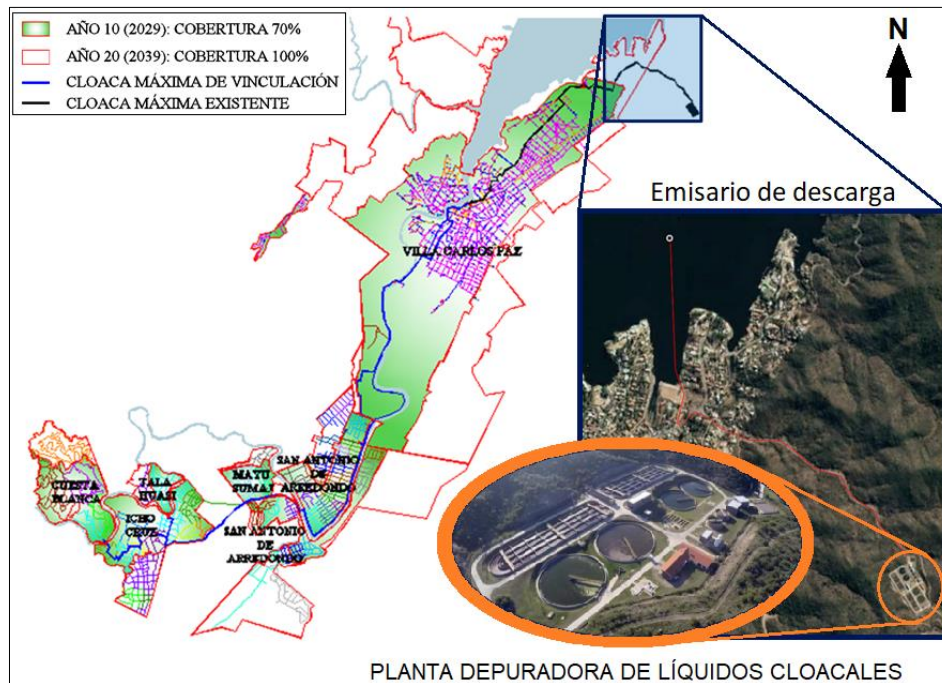 AÑO 10 (2029): COBERTURA 70%
AÑO 20 (2039): COBERTURA 100%
CLOACA MÁXIMA DE VINCULACIÓN
CLOACA MÁXIMA EXISTENTE
N
Emisario de descarga
VILLA CARLOS PAZ
CUESTA
BLANCA
TALA
HUASI
ICHO
CRUZ
MAYU
SUMAJ
SAN ANTONIO
DE
ARREDONDO
SAN ANTONIO
DE
ARREDONDO
PLANTA DEPURADORA DE LÍQUIDOS CLOACALES